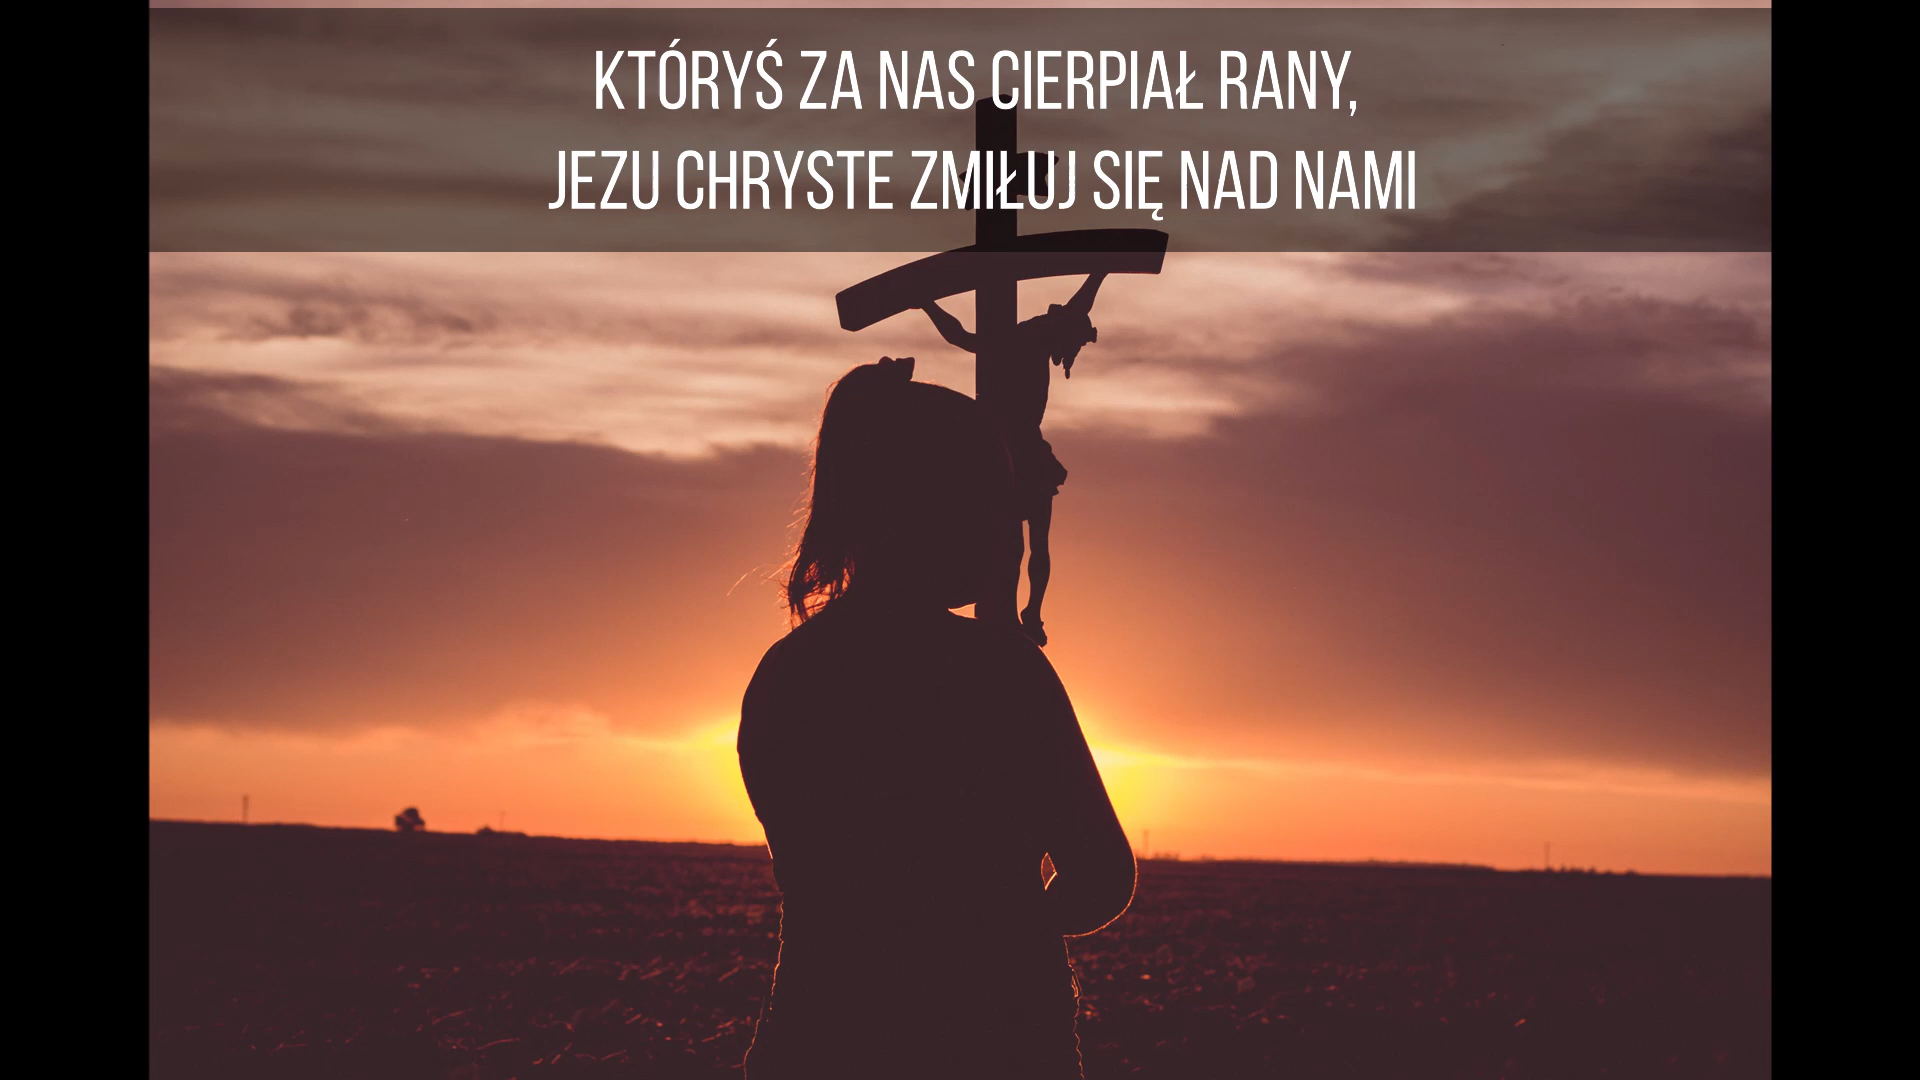 KTÓRYŚ ZA NAS CIERPIAŁ RANY,
JEZU CHRYSTE ZMIŁUJ SIĘ NAD NAMI